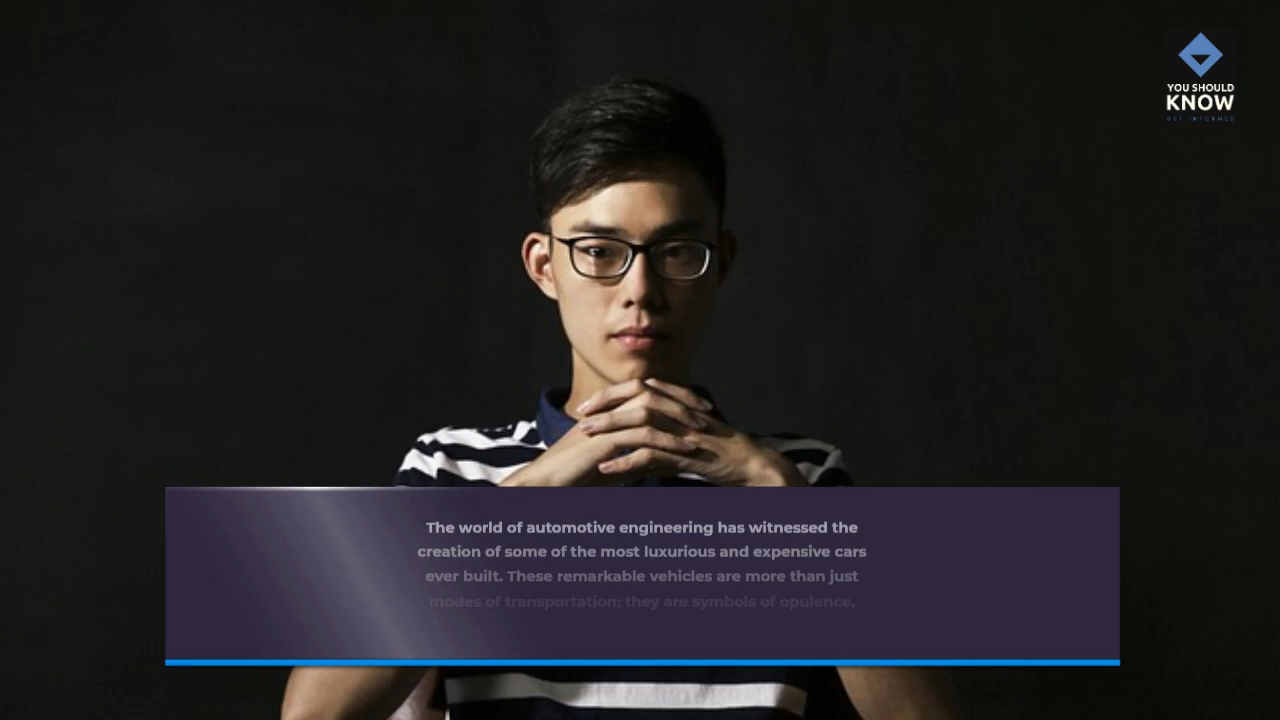 YOU SHOULD
KNOW
GET INFORMED
The world of automotive engineering has witnessed the
creation of some of the most luxurious and expensive cars
ever built. These remarkable vehicles are more than just
modes of transportation; they are symbols of opulence,